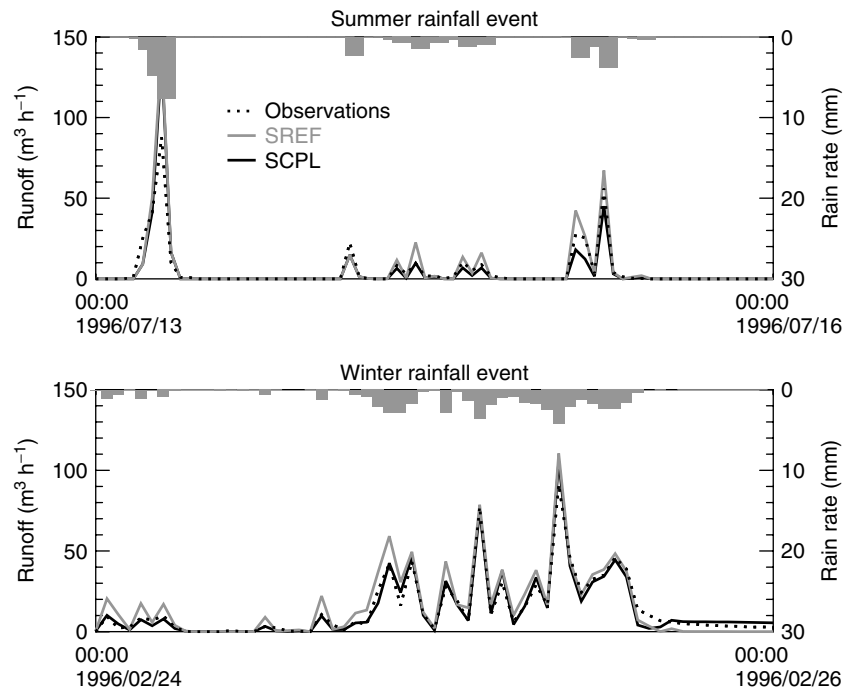 Summer rainfall event
150
100
50
0
Runoff (m³ h⁻¹)
Observations
SREF
SCPL
0
10
20
30
Rain rate (mm)
00:00
1996/07/13
00:00
1996/07/16
Winter rainfall event
150
100
50
0
Runoff (m³ h⁻¹)
0
10
20
30
Rain rate (mm)
00:00
1996/02/24
00:00
1996/02/26